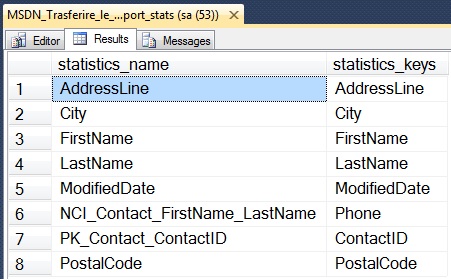 MSDN_Trasferire_le_...port_stats (sa (53))
Editor Results Messages
statistics_name statistics_keys
1 AddressLine AddressLine
2 City City
3 FirstName FirstName
4 LastName LastName
5 ModifiedDate ModifiedDate
6 NCI_Contact_FirstName_LastName Phone
7 PK_Contact_ContactID ContactID
8 PostalCode PostalCode